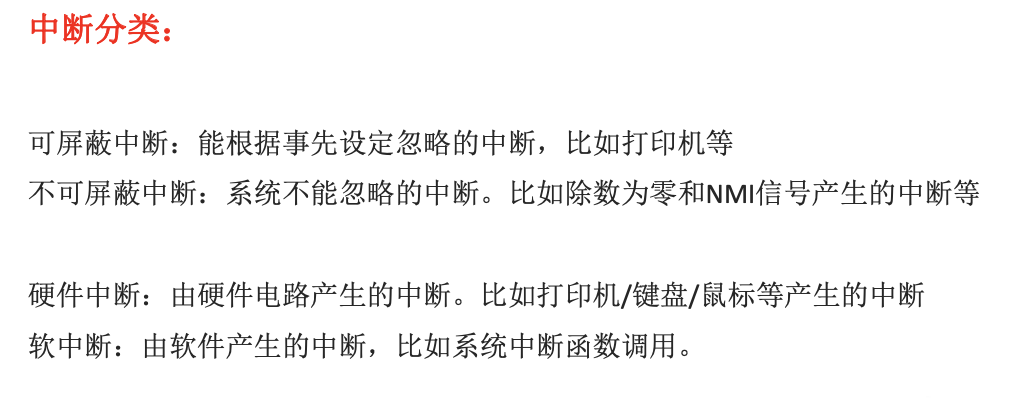 中断分类：
可屏蔽中断：能根据事先设定忽略的中断，比如打印机等
不可屏蔽中断：系统不能忽略的中断。比如除数为零和NMI信号产生的中断等
硬件中断：由硬件电路产生的中断。比如打印机/键盘/鼠标等产生的中断
软中断：由软件产生的中断，比如系统中断函数调用。